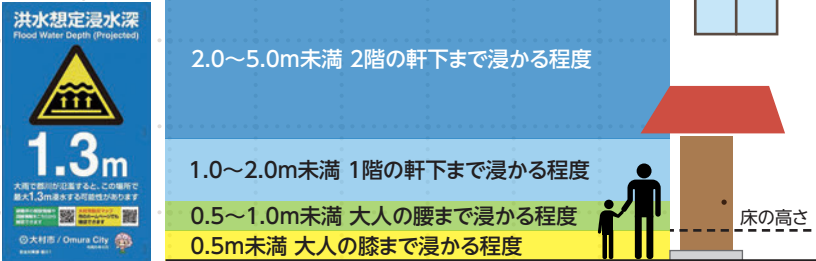 洪水想定浸水深
Flood Water Depth (Projected)
1.3m
大雨で郡川が氾濫すると、この場所で
最大1.3m浸水する可能性があります
大村市 / Omura City
2.0～5.0m未満 2階の軒下まで浸かる程度
1.0～2.0m未満 1階の軒下まで浸かる程度
0.5～1.0m未満 大人の腰まで浸かる程度
0.5m未満 大人の膝まで浸かる程度
床の高さ